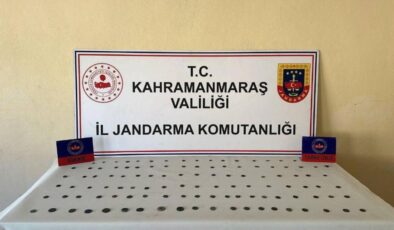 T.C.
KAHRAMANMARAŞ
VALİLİĞİ
İL JANDARMA KOMUTANLIĞI